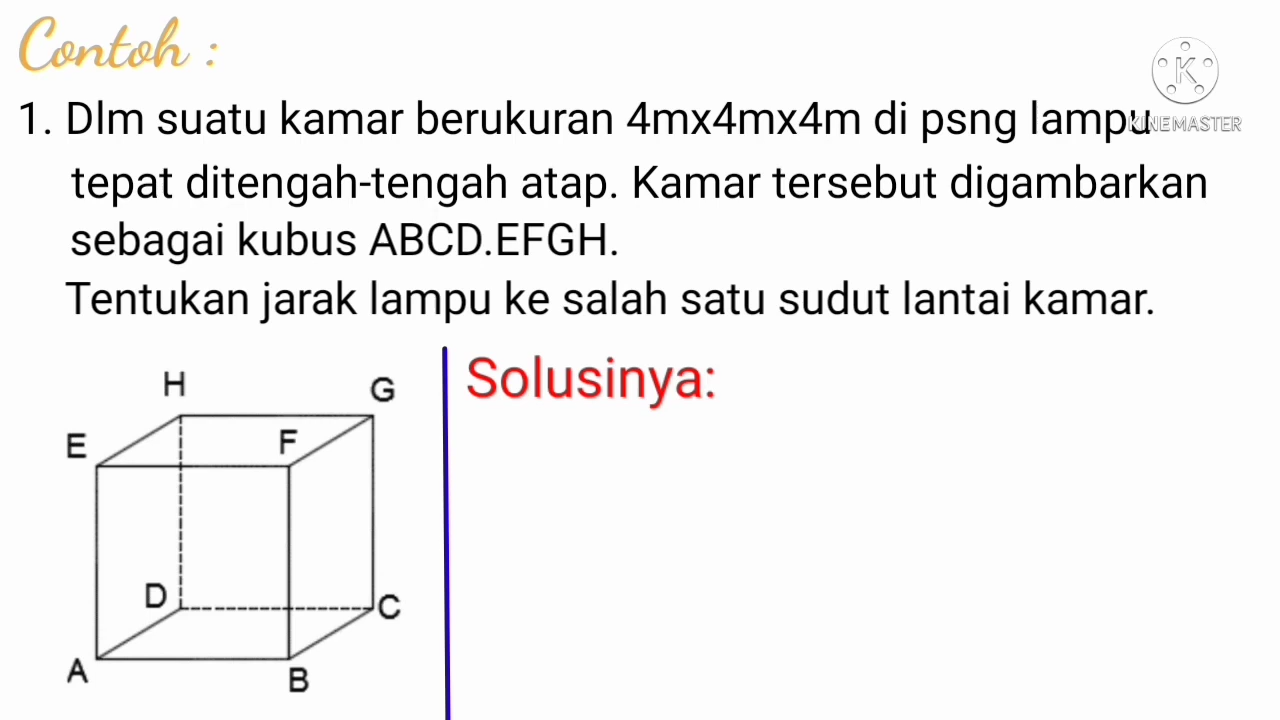 Contoh :
K
KINEMASTER
1. Dlm suatu kamar berukuran 4mx4mx4m di psng lampu
tepat ditengah-tengah atap. Kamar tersebut digambarkan
sebagai kubus ABCD.EFGH.
Tentukan jarak lampu ke salah satu sudut lantai kamar.
Solusinya:
H
G
E
F
D
C
A
B